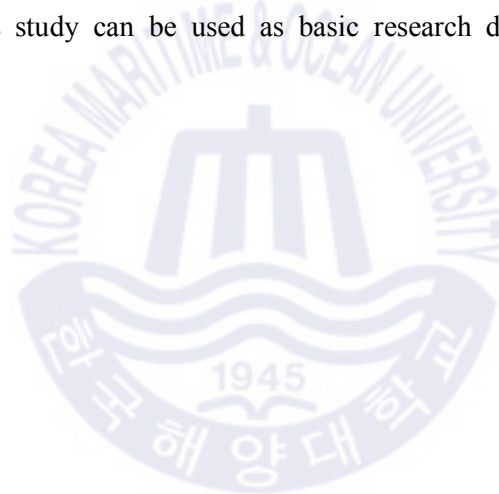 study can be used as basic research
KOREA MARITIME & OCEAN UNIVERSITY
1945
한국해양대학교